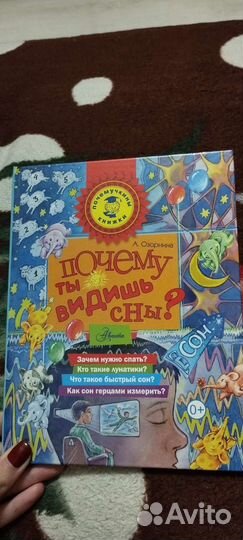 почемучкины
книжки
А. Озорнина
почему
ты
видишь
сны?
Аванта
СОН
Зачем нужно спать?
Кто такие лунатики?
Что такое быстрый сон?
Как сон герцами измерить?
0+
Avito